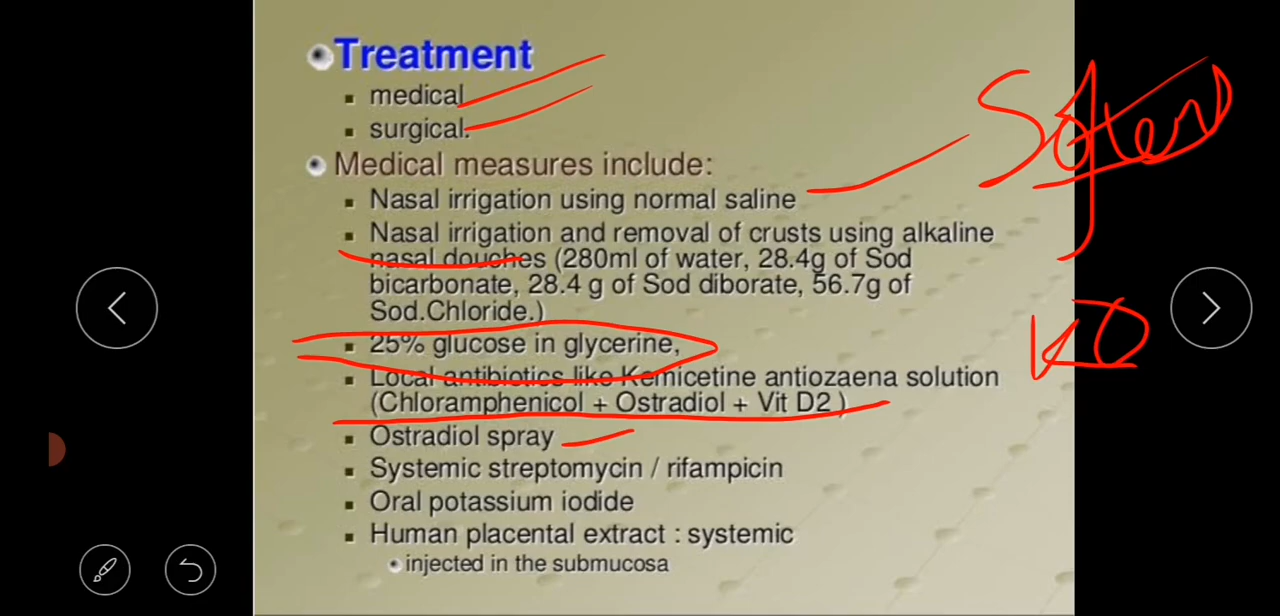 Treatment
medical
surgical.
Medical measures include:
Nasal irrigation using normal saline
Nasal irrigation and removal of crusts using alkaline
nasal douches (280ml of water, 28.4g of Sod
bicarbonate, 28.4 g of Sod diborate, 56.7g of
Sod.Chloride.)
25% glucose in glycerine,
Local antibiotics like Kemicetine antiozaena solution
(Chloramphenicol + Ostradiol + Vit D2 )
Ostradiol spray
Systemic streptomycin / rifampicin
Oral potassium iodide
Human placental extract : systemic
injected in the submucosa